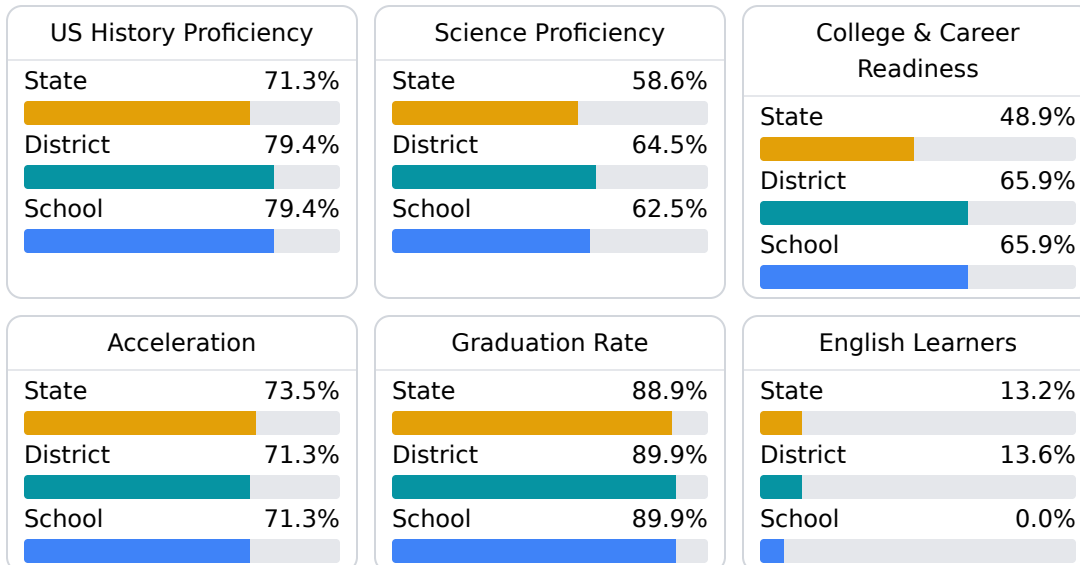 US History Proficiency
State 71.3%
District 79.4%
School 79.4%
Science Proficiency
State 58.6%
District 64.5%
School 62.5%
College & Career
Readiness
State 48.9%
District 65.9%
School 65.9%
Acceleration
State 73.5%
District 71.3%
School 71.3%
Graduation Rate
State 88.9%
District 89.9%
School 89.9%
English Learners
State 13.2%
District 13.6%
School 0.0%